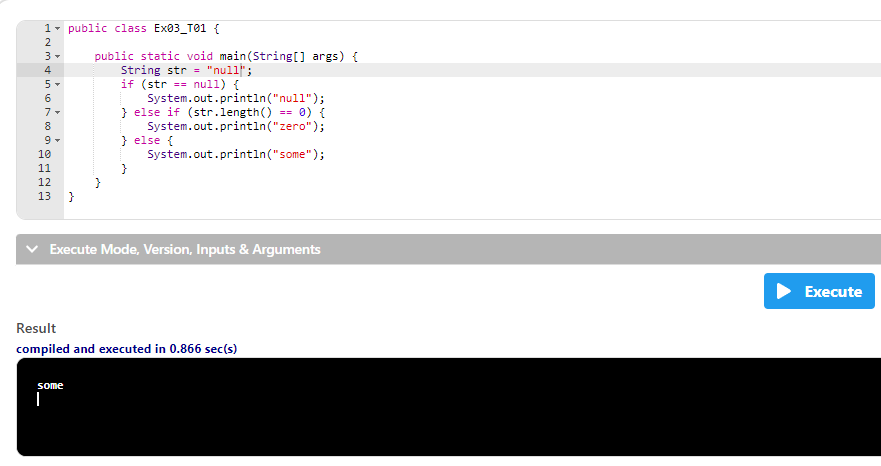 1 public class Ex03_T01 {
2
3     public static void main(String[] args) {
4         String str = "null";
5         if (str == null) {
6             System.out.println("null");
7         } else if (str.length() == 0) {
8             System.out.println("zero");
9         } else {
10             System.out.println("some");
11         }
12     }
13 }
Execute Mode, Version, Inputs & Arguments
Execute
Result
compiled and executed in 0.866 sec(s)
some